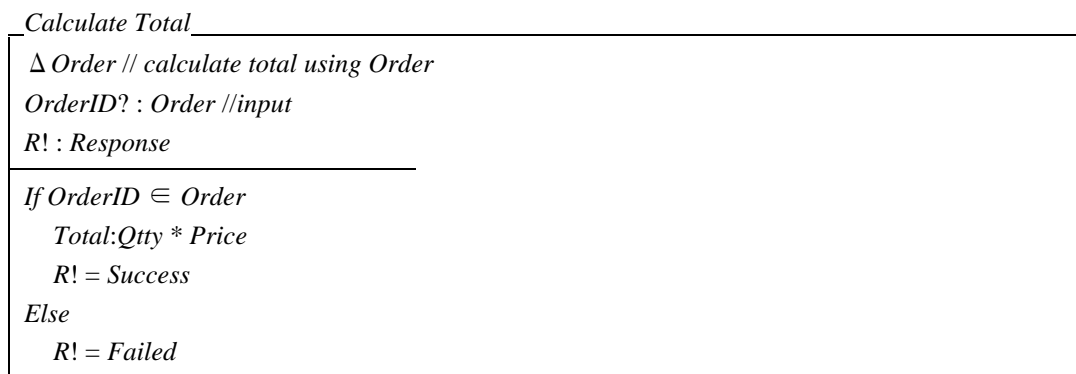 Calculate Total
Δ Order // calculate total using Order
OrderID? : Order //input
R! : Response
If OrderID ∈ Order
Total:Qtty * Price
R! = Success
Else
R! = Failed